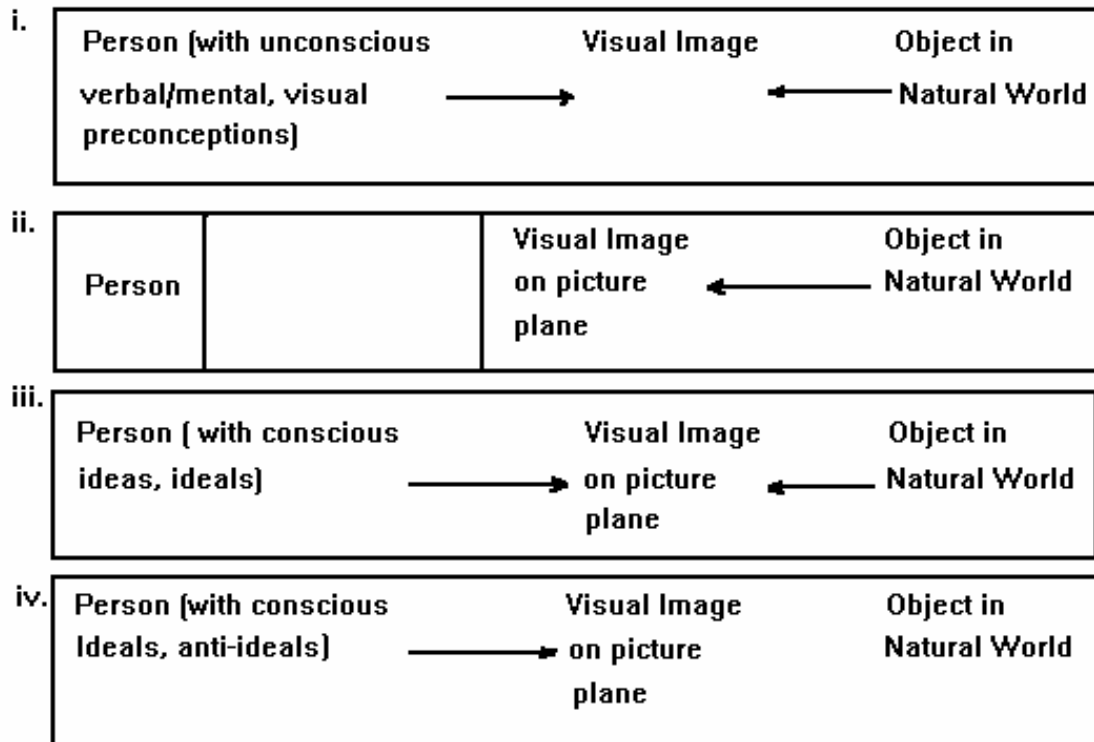 i.
Person (with unconscious Visual Image Object in
verbal/mental, visual Natural World
preconceptions)
ii.
Visual Image Object in
Person on picture Natural World
plane
iii.
Person ( with conscious Visual Image Object in
ideas, ideals) on picture Natural World
plane
iv.
Person (with conscious Visual Image Object in
Ideals, anti-ideals) on picture Natural World
plane